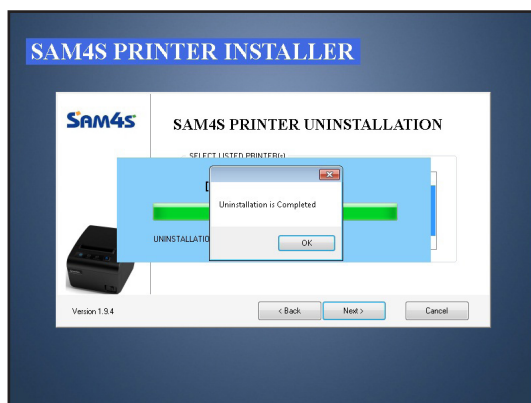 SAM4S PRINTER INSTALLER
SAM4S
SAM4S PRINTER UNINSTALLATION
SELECT LISTED PRINTER(s)
Uninstallation is Completed
UNINSTALLATIO
OK
Version 1.9.4
< Back
Next >
Cancel